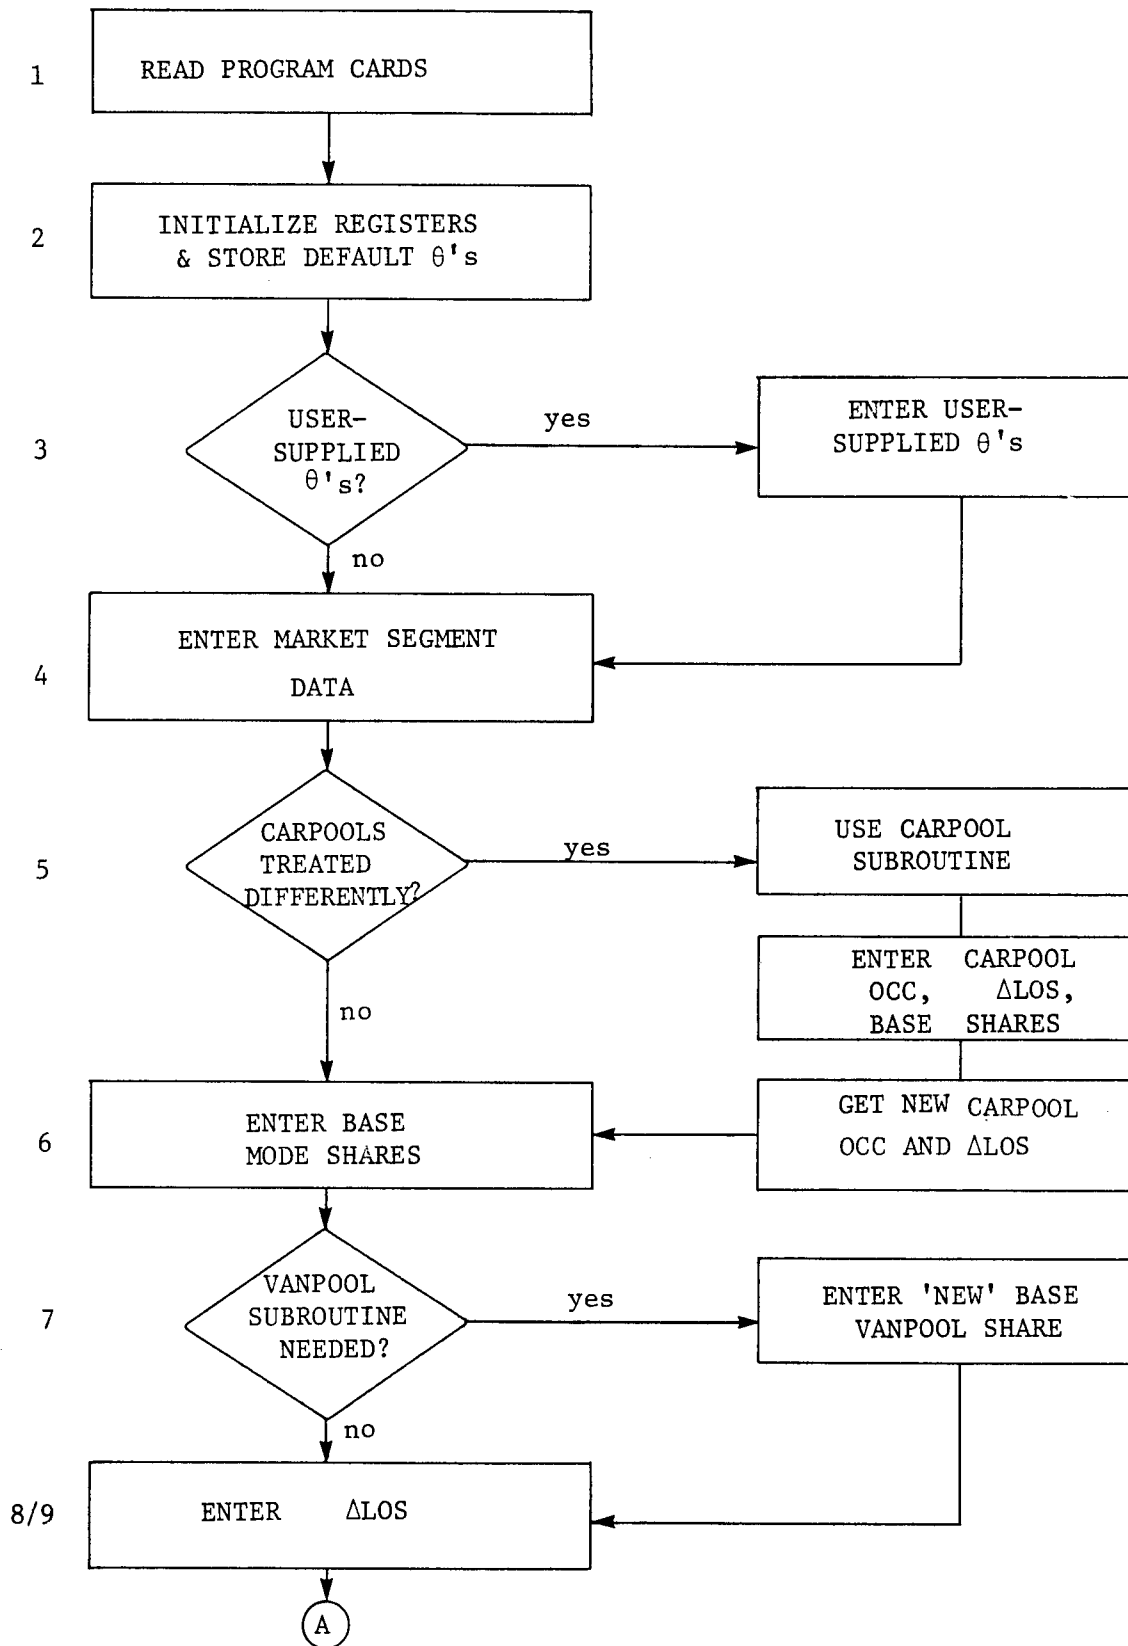 1
READ PROGRAM CARDS
2
INITIALIZE REGISTERS
& STORE DEFAULT θ's
3
USER-
SUPPLIED
θ's?
yes
ENTER USER-
SUPPLIED θ's
no
4
ENTER MARKET SEGMENT
DATA
5
CARPOOLS
TREATED
DIFFERENTLY?
yes
USE CARPOOL
SUBROUTINE
ENTER CARPOOL
OCC, ΔLOS,
BASE SHARES
no
6
ENTER BASE
MODE SHARES
GET NEW CARPOOL
OCC AND ΔLOS
7
VANPOOL
SUBROUTINE
NEEDED?
yes
ENTER 'NEW' BASE
VANPOOL SHARE
no
8/9
ENTER ΔLOS
A